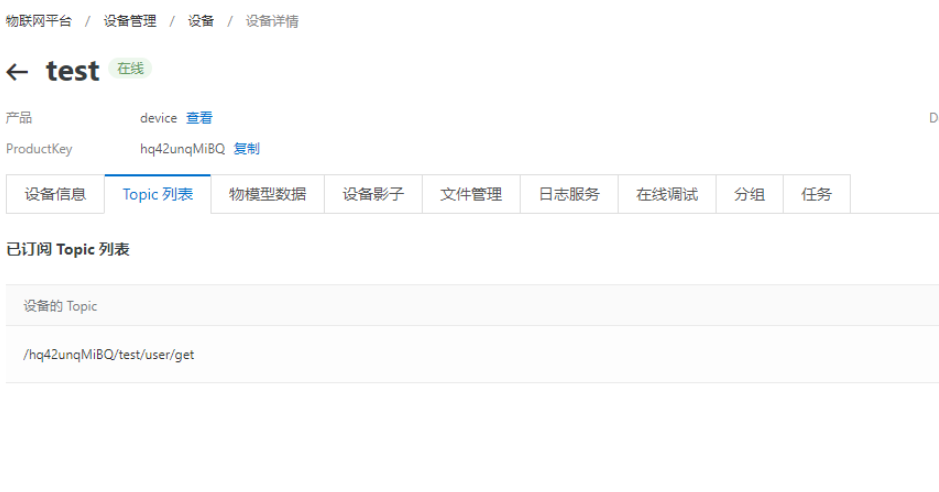 物联网平台 / 设备管理 / 设备 / 设备详情
← test 在线
产品 device 查看 D
ProductKey hq42unqMiBQ 复制
设备信息 Topic 列表 物模型数据 设备影子 文件管理 日志服务 在线调试 分组 任务
已订阅 Topic 列表
设备的 Topic
/hq42unqMiBQ/test/user/get